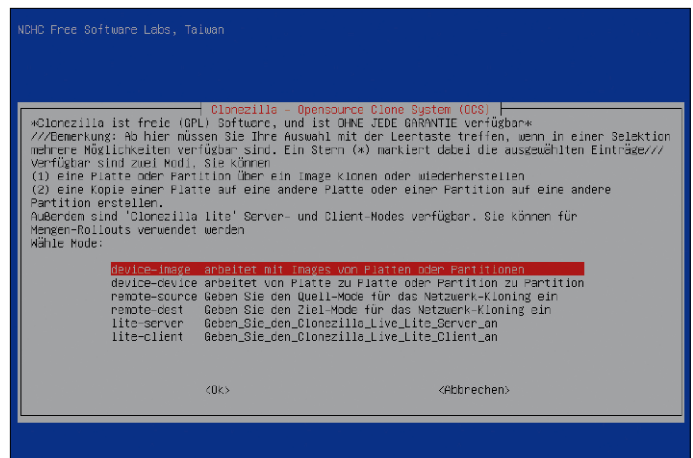 NCHC Free Software Labs, Taiwan
Clonezilla - Opensource Clone System (OCS)
*Clonezilla ist freie (GPL) Software, und ist OHNE JEDE GARANTIE verfügbar*
///Bemerkung: Ab hier müssen Sie Ihre Auswahl mit der Leertaste treffen, wenn in einer Selektion
mehrere Möglichkeiten verfügbar sind. Ein Stern (*) markiert dabei die ausgewählten Einträge///
Verfügbar sind zwei Modi, Sie können
(1) eine Platte oder Partition über ein Image klonen oder wiederherstellen
(2) eine Kopie einer Platte auf eine andere Platte oder einer Partition auf eine andere
Partition erstellen.
Außerdem sind 'Clonezilla lite' Server- und Client-Modes verfügbar. Sie können für
Mengen-Rollouts verwendet werden
Wähle Mode:
device-image arbeitet mit Images von Platten oder Partitionen
device-device arbeitet von Platte zu Platte oder Partition zu Partition
remote-source Geben Sie den Quell-Mode für das Netzwerk-Kloning ein
remote-dest Geben Sie den Ziel-Mode für das Netzwerk-Kloning ein
lite-server Geben_Sie_den_Clonezilla_Live_Lite_Server_an
lite-client Geben_Sie_den_Clonezilla_Live_Lite_Client_an
<Ok> <Abbrechen>